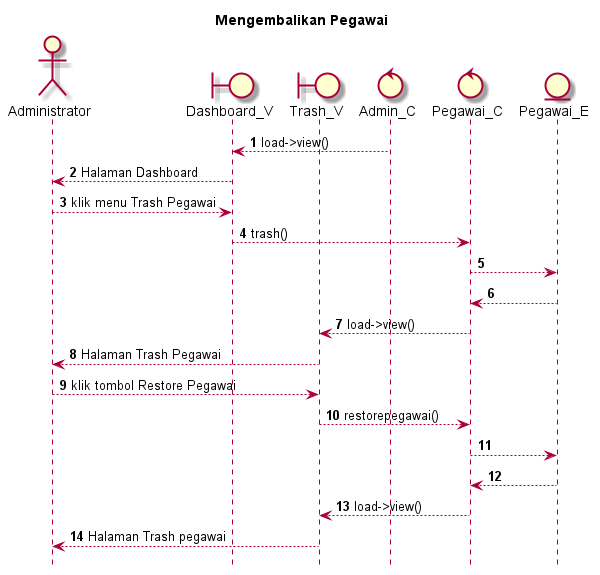 Mengembalikan Pegawai
Administrator Dashboard_V Trash_V Admin_C Pegawai_C Pegawai_E
1 load->view()
2 Halaman Dashboard
3 klik menu Trash Pegawai
4 trash()
5
6
7 load->view()
8 Halaman Trash Pegawai
9 klik tombol Restore Pegawai
10 restorepegawai()
11
12
13 load->view()
14 Halaman Trash pegawai